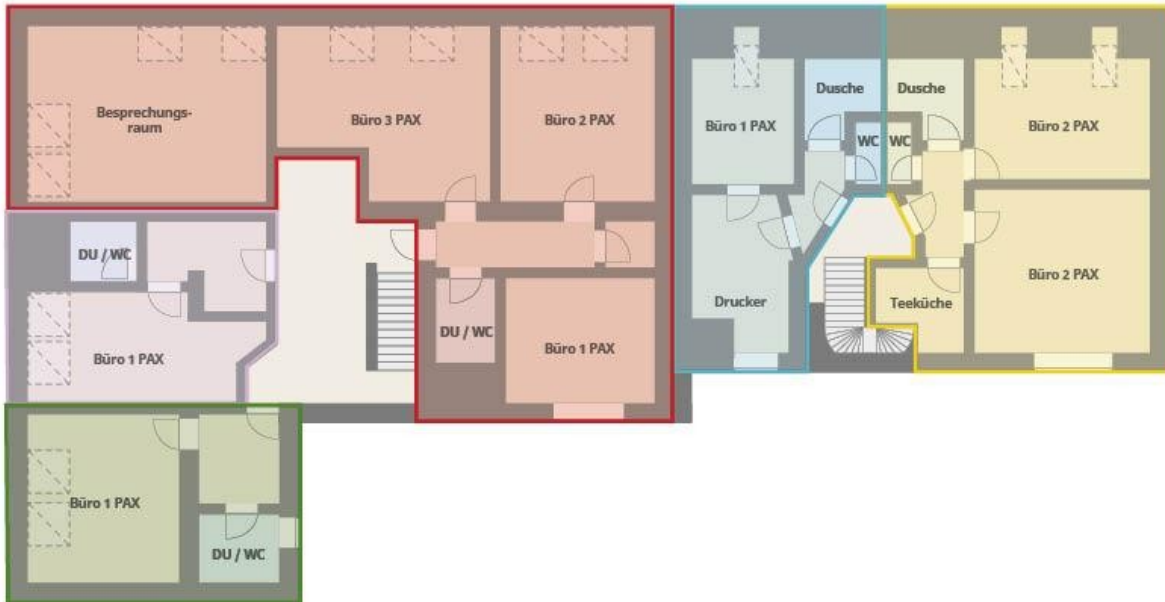 Besprechungs-
raum
Büro 3 PAX
Büro 2 PAX
Büro 1 PAX
Dusche
Dusche
Büro 2 PAX
WC
WC
DU / WC
Büro 1 PAX
DU / WC
Büro 1 PAX
Drucker
Teeküche
Büro 2 PAX
Büro 1 PAX
DU / WC